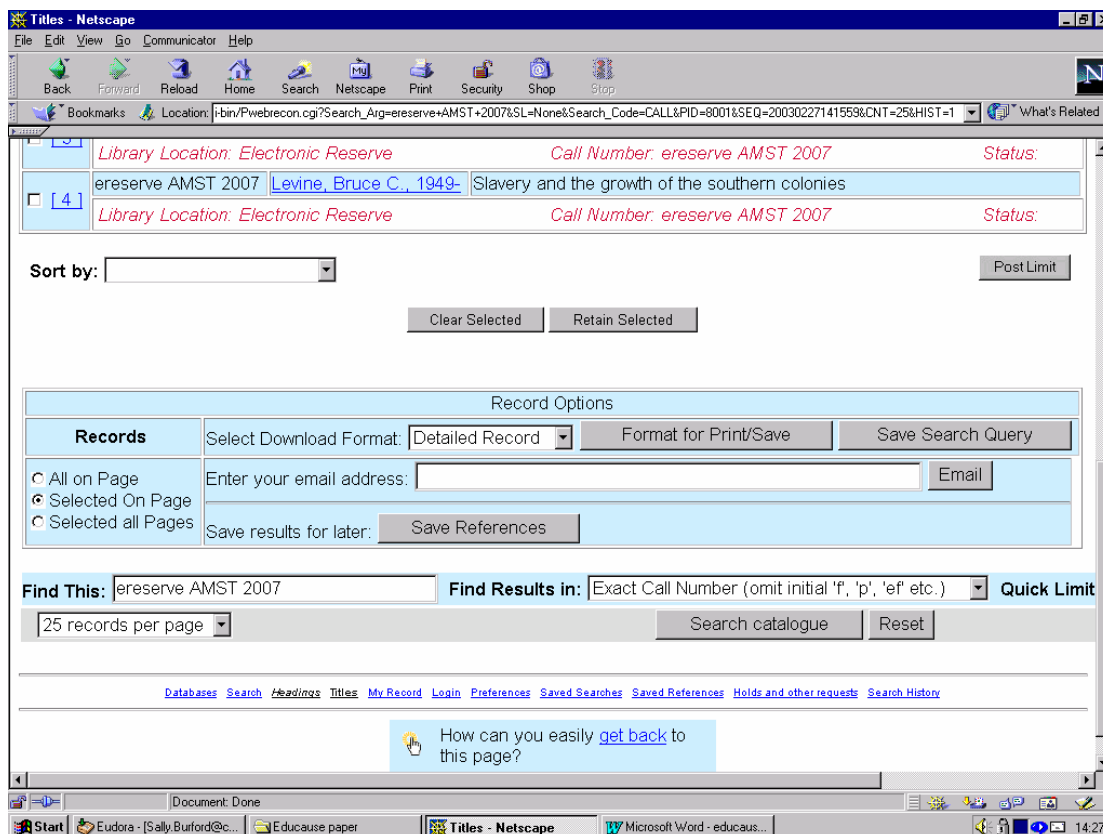 Titles - Netscape
File Edit View Go Communicator Help
Back Forward Reload Home Search Netscape Print Security Shop Stop
Bookmarks Location: i-bin/Pwebrecon.cgi?Search_Arg=ereserve+AMST+2007&SL=None&Search_Code=CALL&PID=8001&SEQ=20030227141559&CNT=25&HIST=1 What's Related
Library Location: Electronic Reserve Call Number: ereserve AMST 2007 Status:
[ 4 ] ereserve AMST 2007 Levine, Bruce C., 1949- Slavery and the growth of the southern colonies
Library Location: Electronic Reserve Call Number: ereserve AMST 2007 Status:
Sort by: Post Limit
Clear Selected Retain Selected
Record Options
Records Select Download Format: Detailed Record Format for Print/Save Save Search Query
All on Page Enter your email address: Email
Selected On Page
Selected all Pages Save results for later: Save References
Find This: ereserve AMST 2007 Find Results in: Exact Call Number (omit initial 'f', 'p', 'ef' etc.) Quick Limit
25 records per page Search catalogue Reset
Databases Search Headings Titles My Record Login Preferences Saved Searches Saved References Holds and other requests Search History
How can you easily get back to
this page?
Document: Done
Start Eudora - [Sally.Burford@c... Educause paper Titles - Netscape Microsoft Word - educaus... 14:27